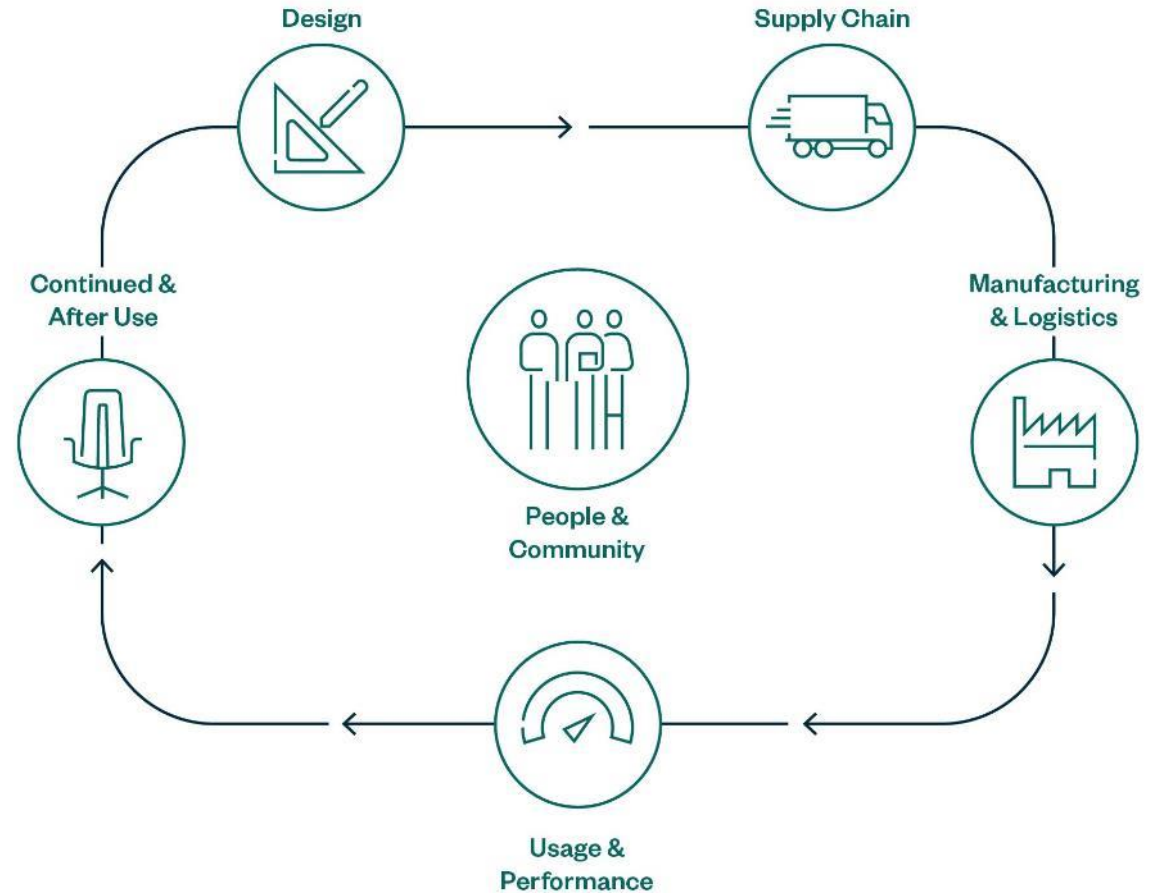 Design
Supply Chain
Continued &
After Use
Manufacturing
& Logistics
People &
Community
Usage &
Performance